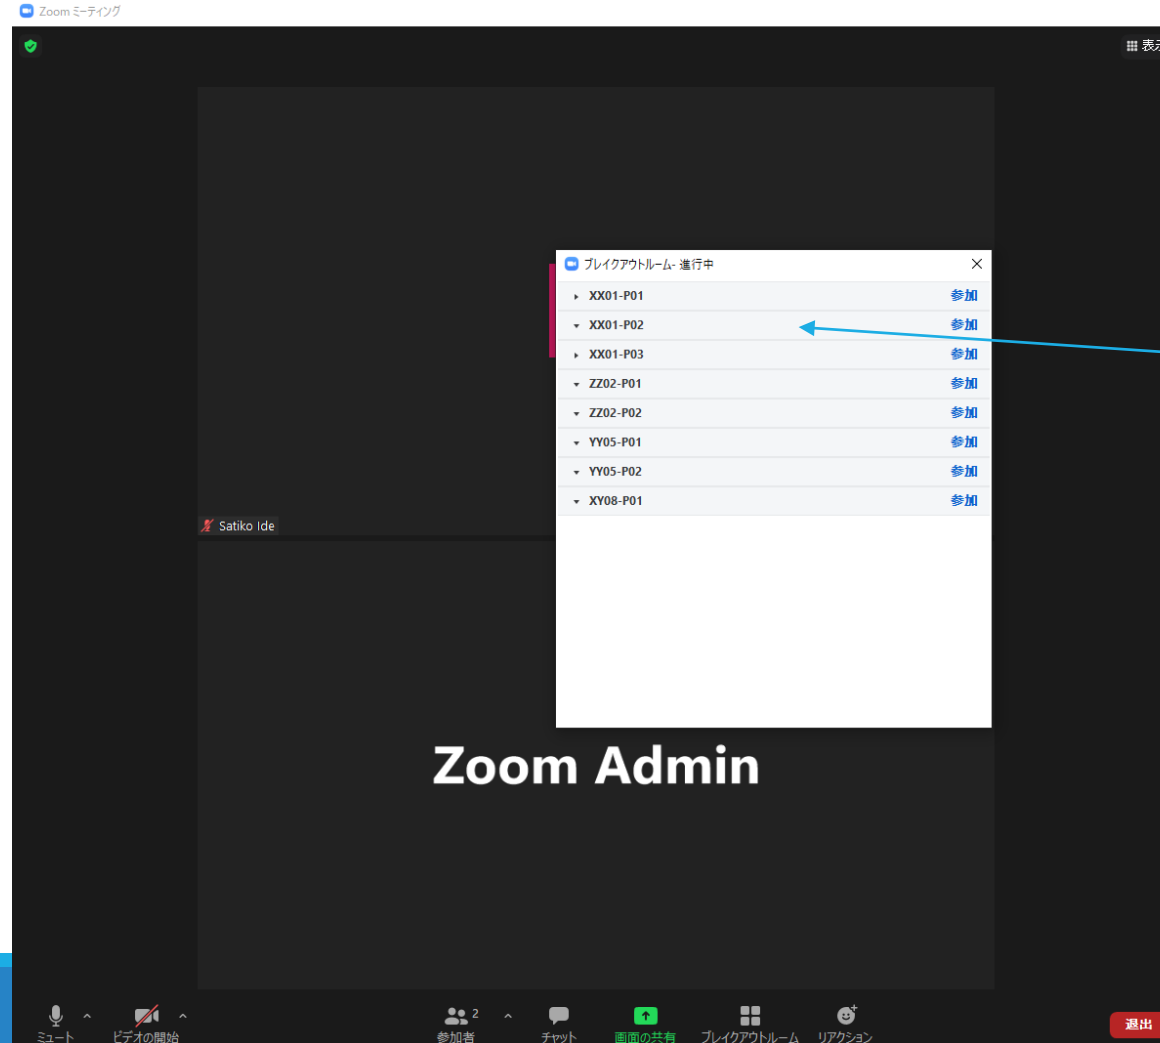 Zoom ミーティング
表示
ブレイクアウトルーム- 進行中
XX01-P01 参加
XX01-P02 参加
XX01-P03 参加
ZZ02-P01 参加
ZZ02-P02 参加
YY05-P01 参加
YY05-P02 参加
XY08-P01 参加
Satiko Ide
Zoom Admin
2
ミュート ビデオの開始 参加者 チャット 画面の共有 ブレイクアウトルーム リアクション 退出